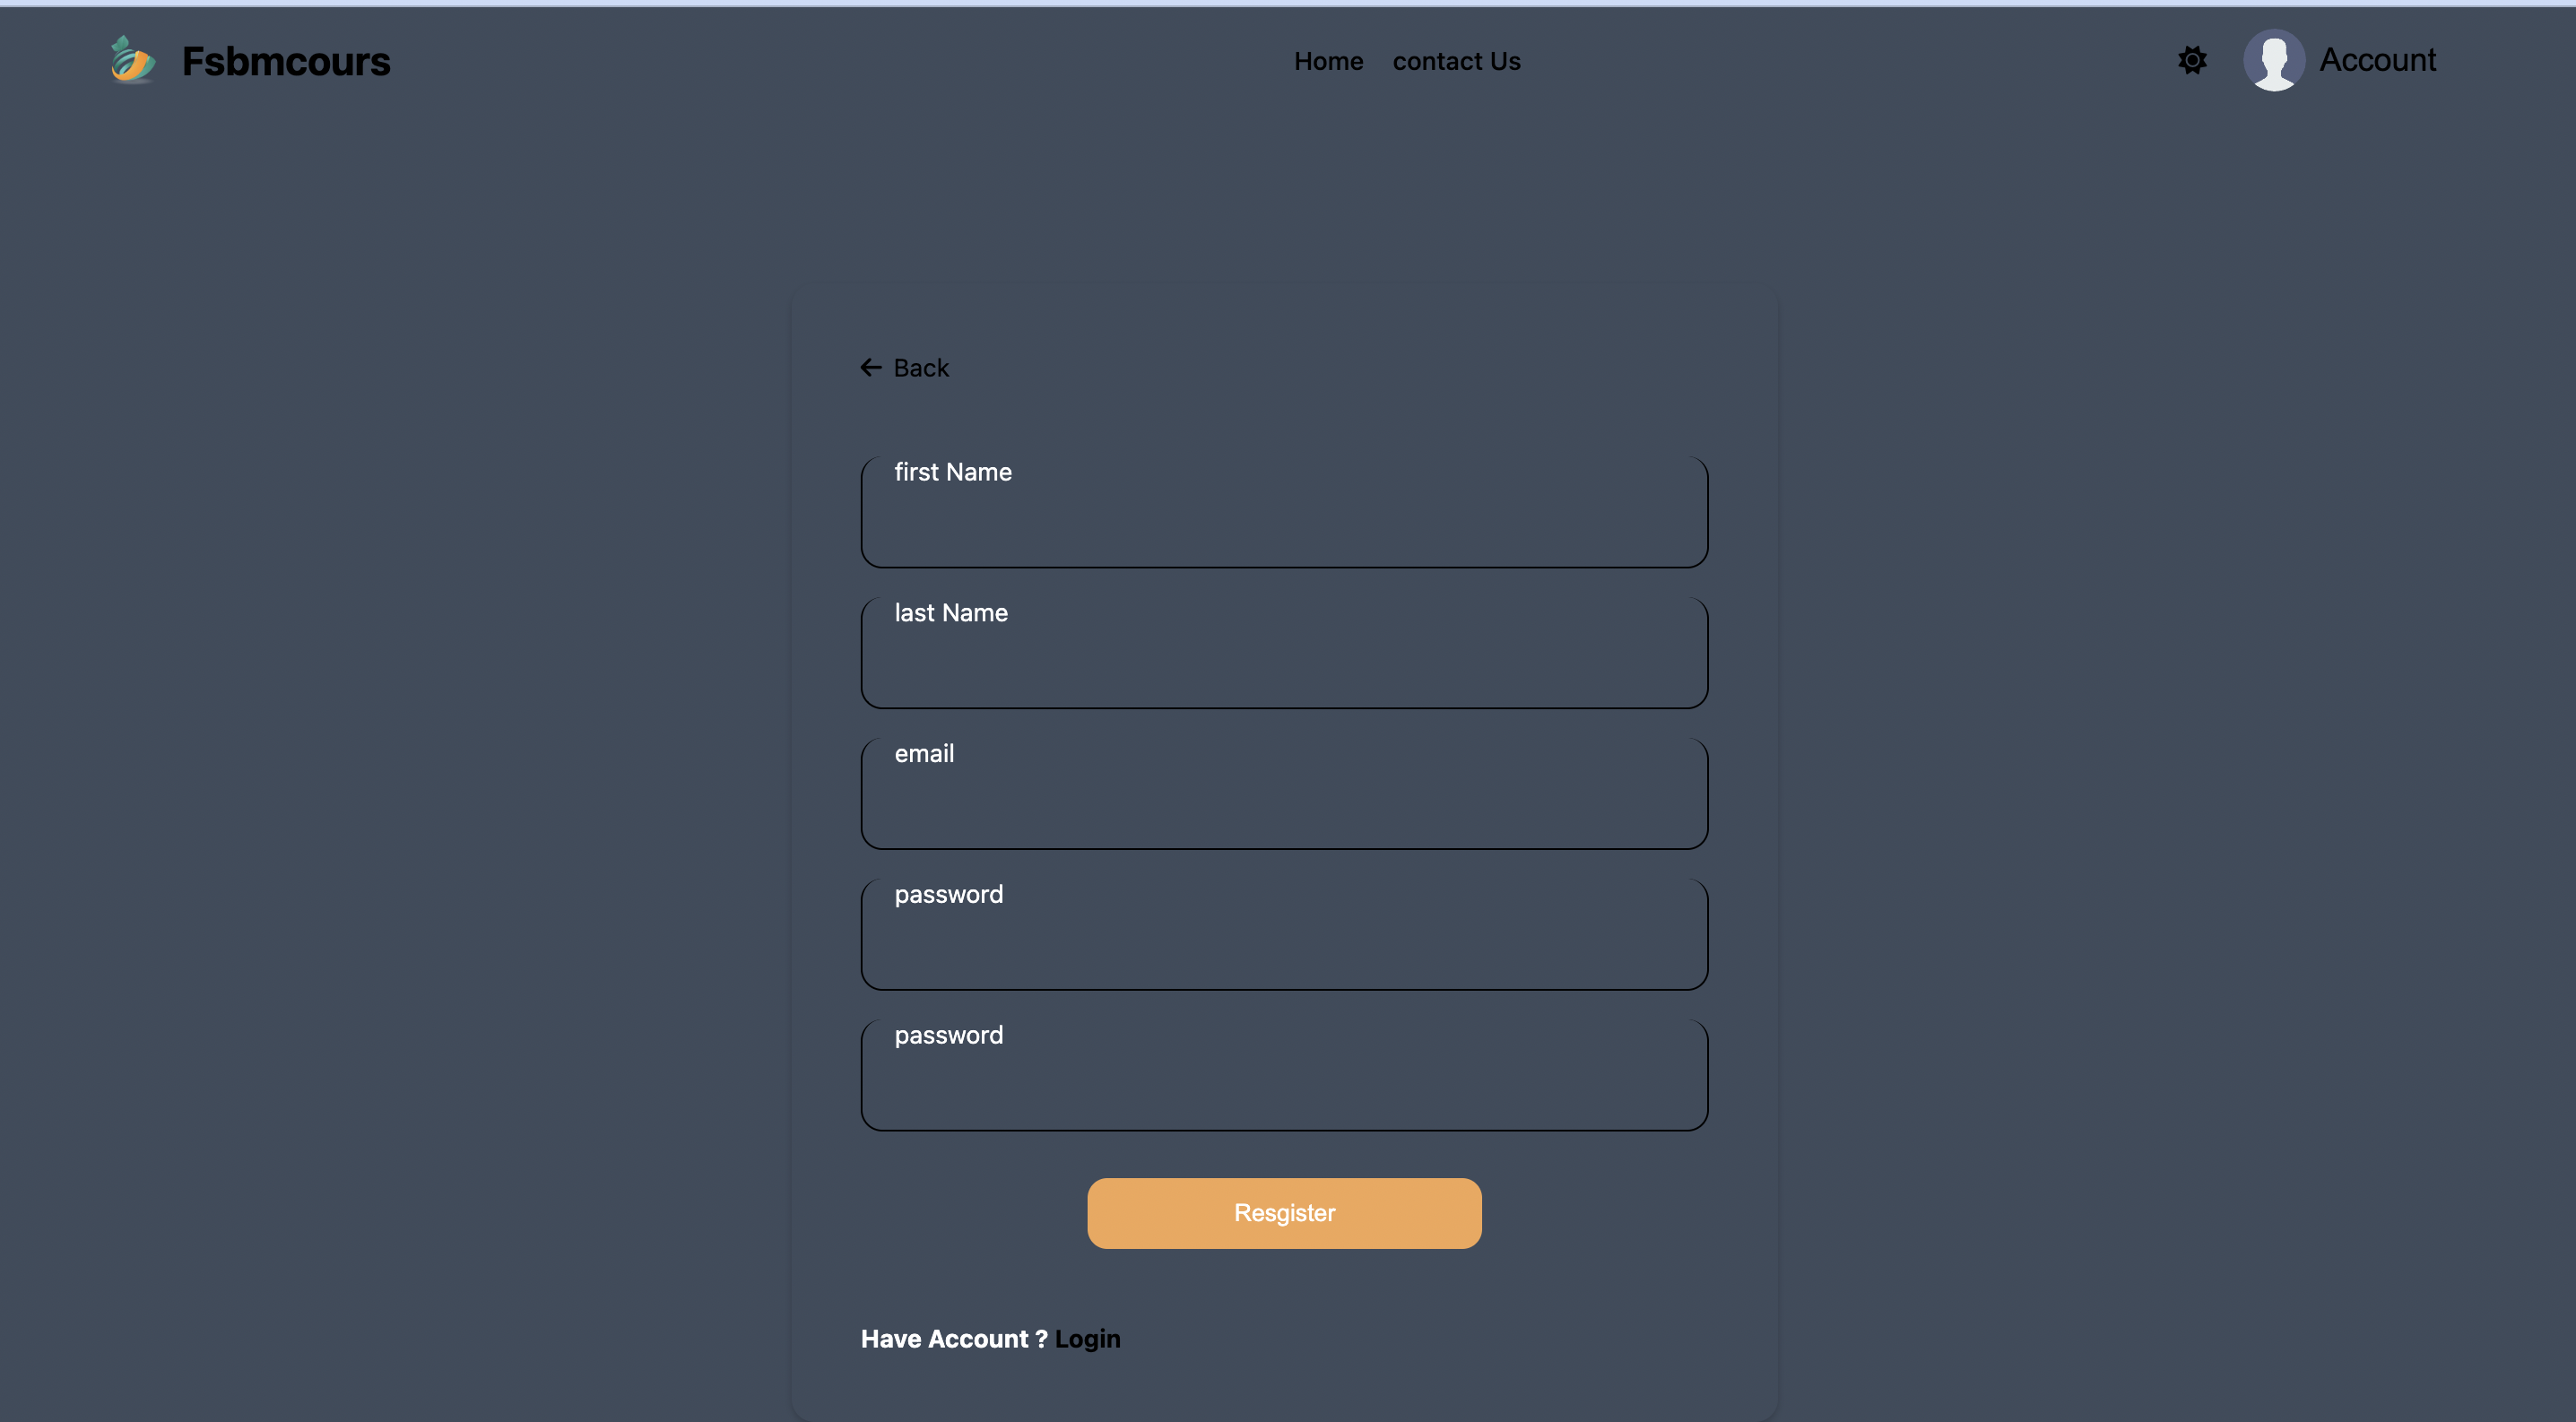 Fsbmcours
Home contact Us
Account
Back
first Name
last Name
email
password
password
Resgister
Have Account ? Login